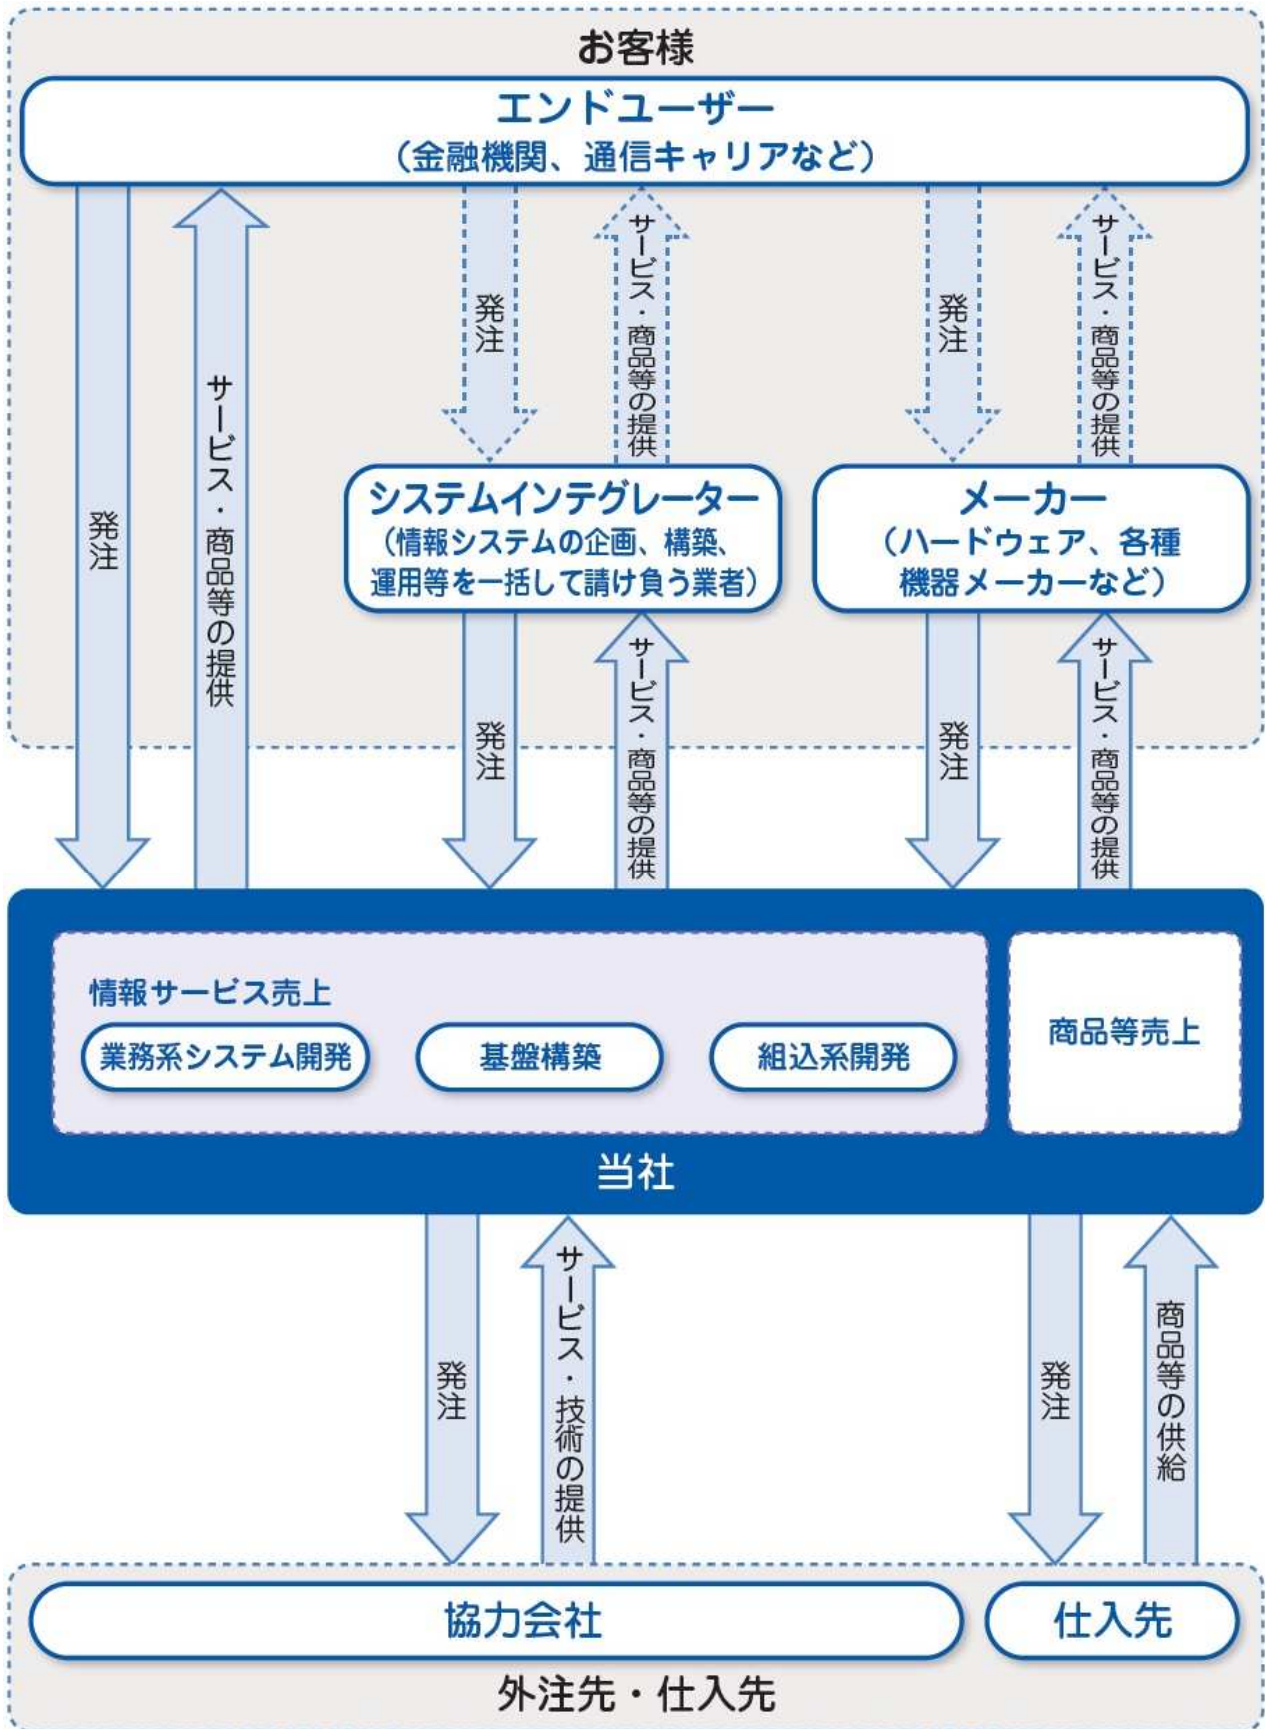 お客様
エンドユーザー
（金融機関、通信キャリアなど）
発注
サービス・商品等の提供
発注
サービス・商品等の提供
発注
サービス・商品等の提供
システムインテグレーター
（情報システムの企画、構築、
運用等を一括して請け負う業者）
メーカー
（ハードウェア、各種
機器メーカーなど）
発注
サービス・商品等の提供
発注
サービス・商品等の提供
情報サービス売上
業務系システム開発
基盤構築
組込系開発
商品等売上
当社
発注
サービス・技術の提供
発注
商品等の供給
協力会社
仕入先
外注先・仕入先